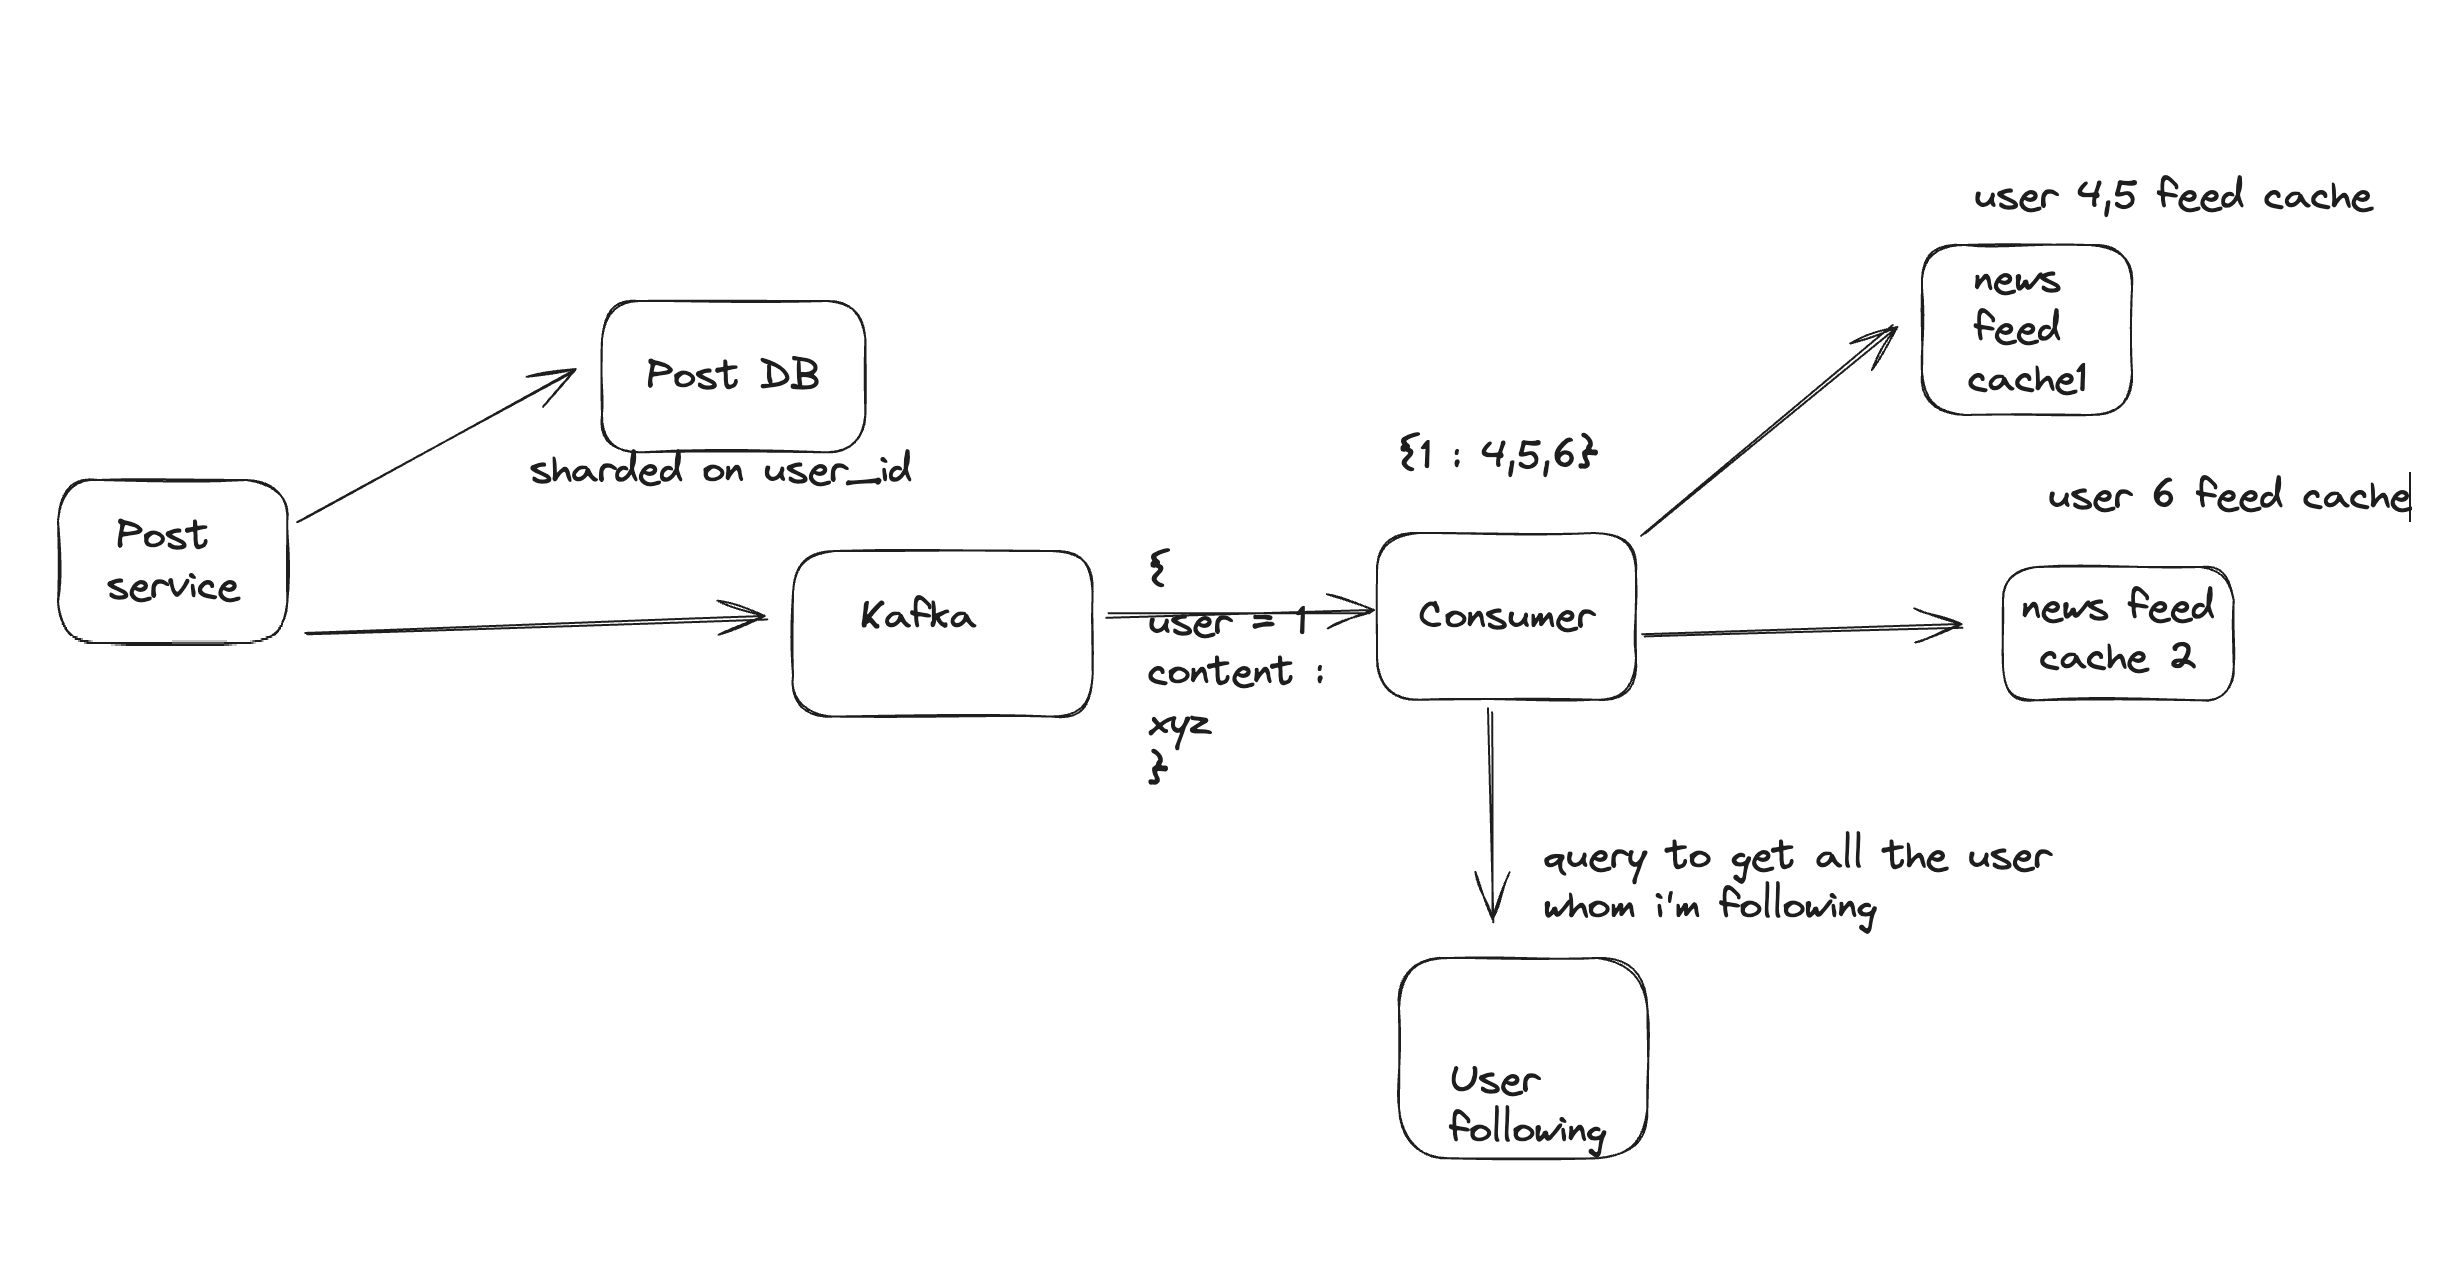 user 4,5 feed cache
news
feed
cache1
Post DB
sharded on user_id
{1 : 4,5,6}
user 6 feed cache
Post
service
Kafka
{
user = 1
content :
xyz
}
Consumer
news feed
cache 2
query to get all the user
whom i'm following
User
following